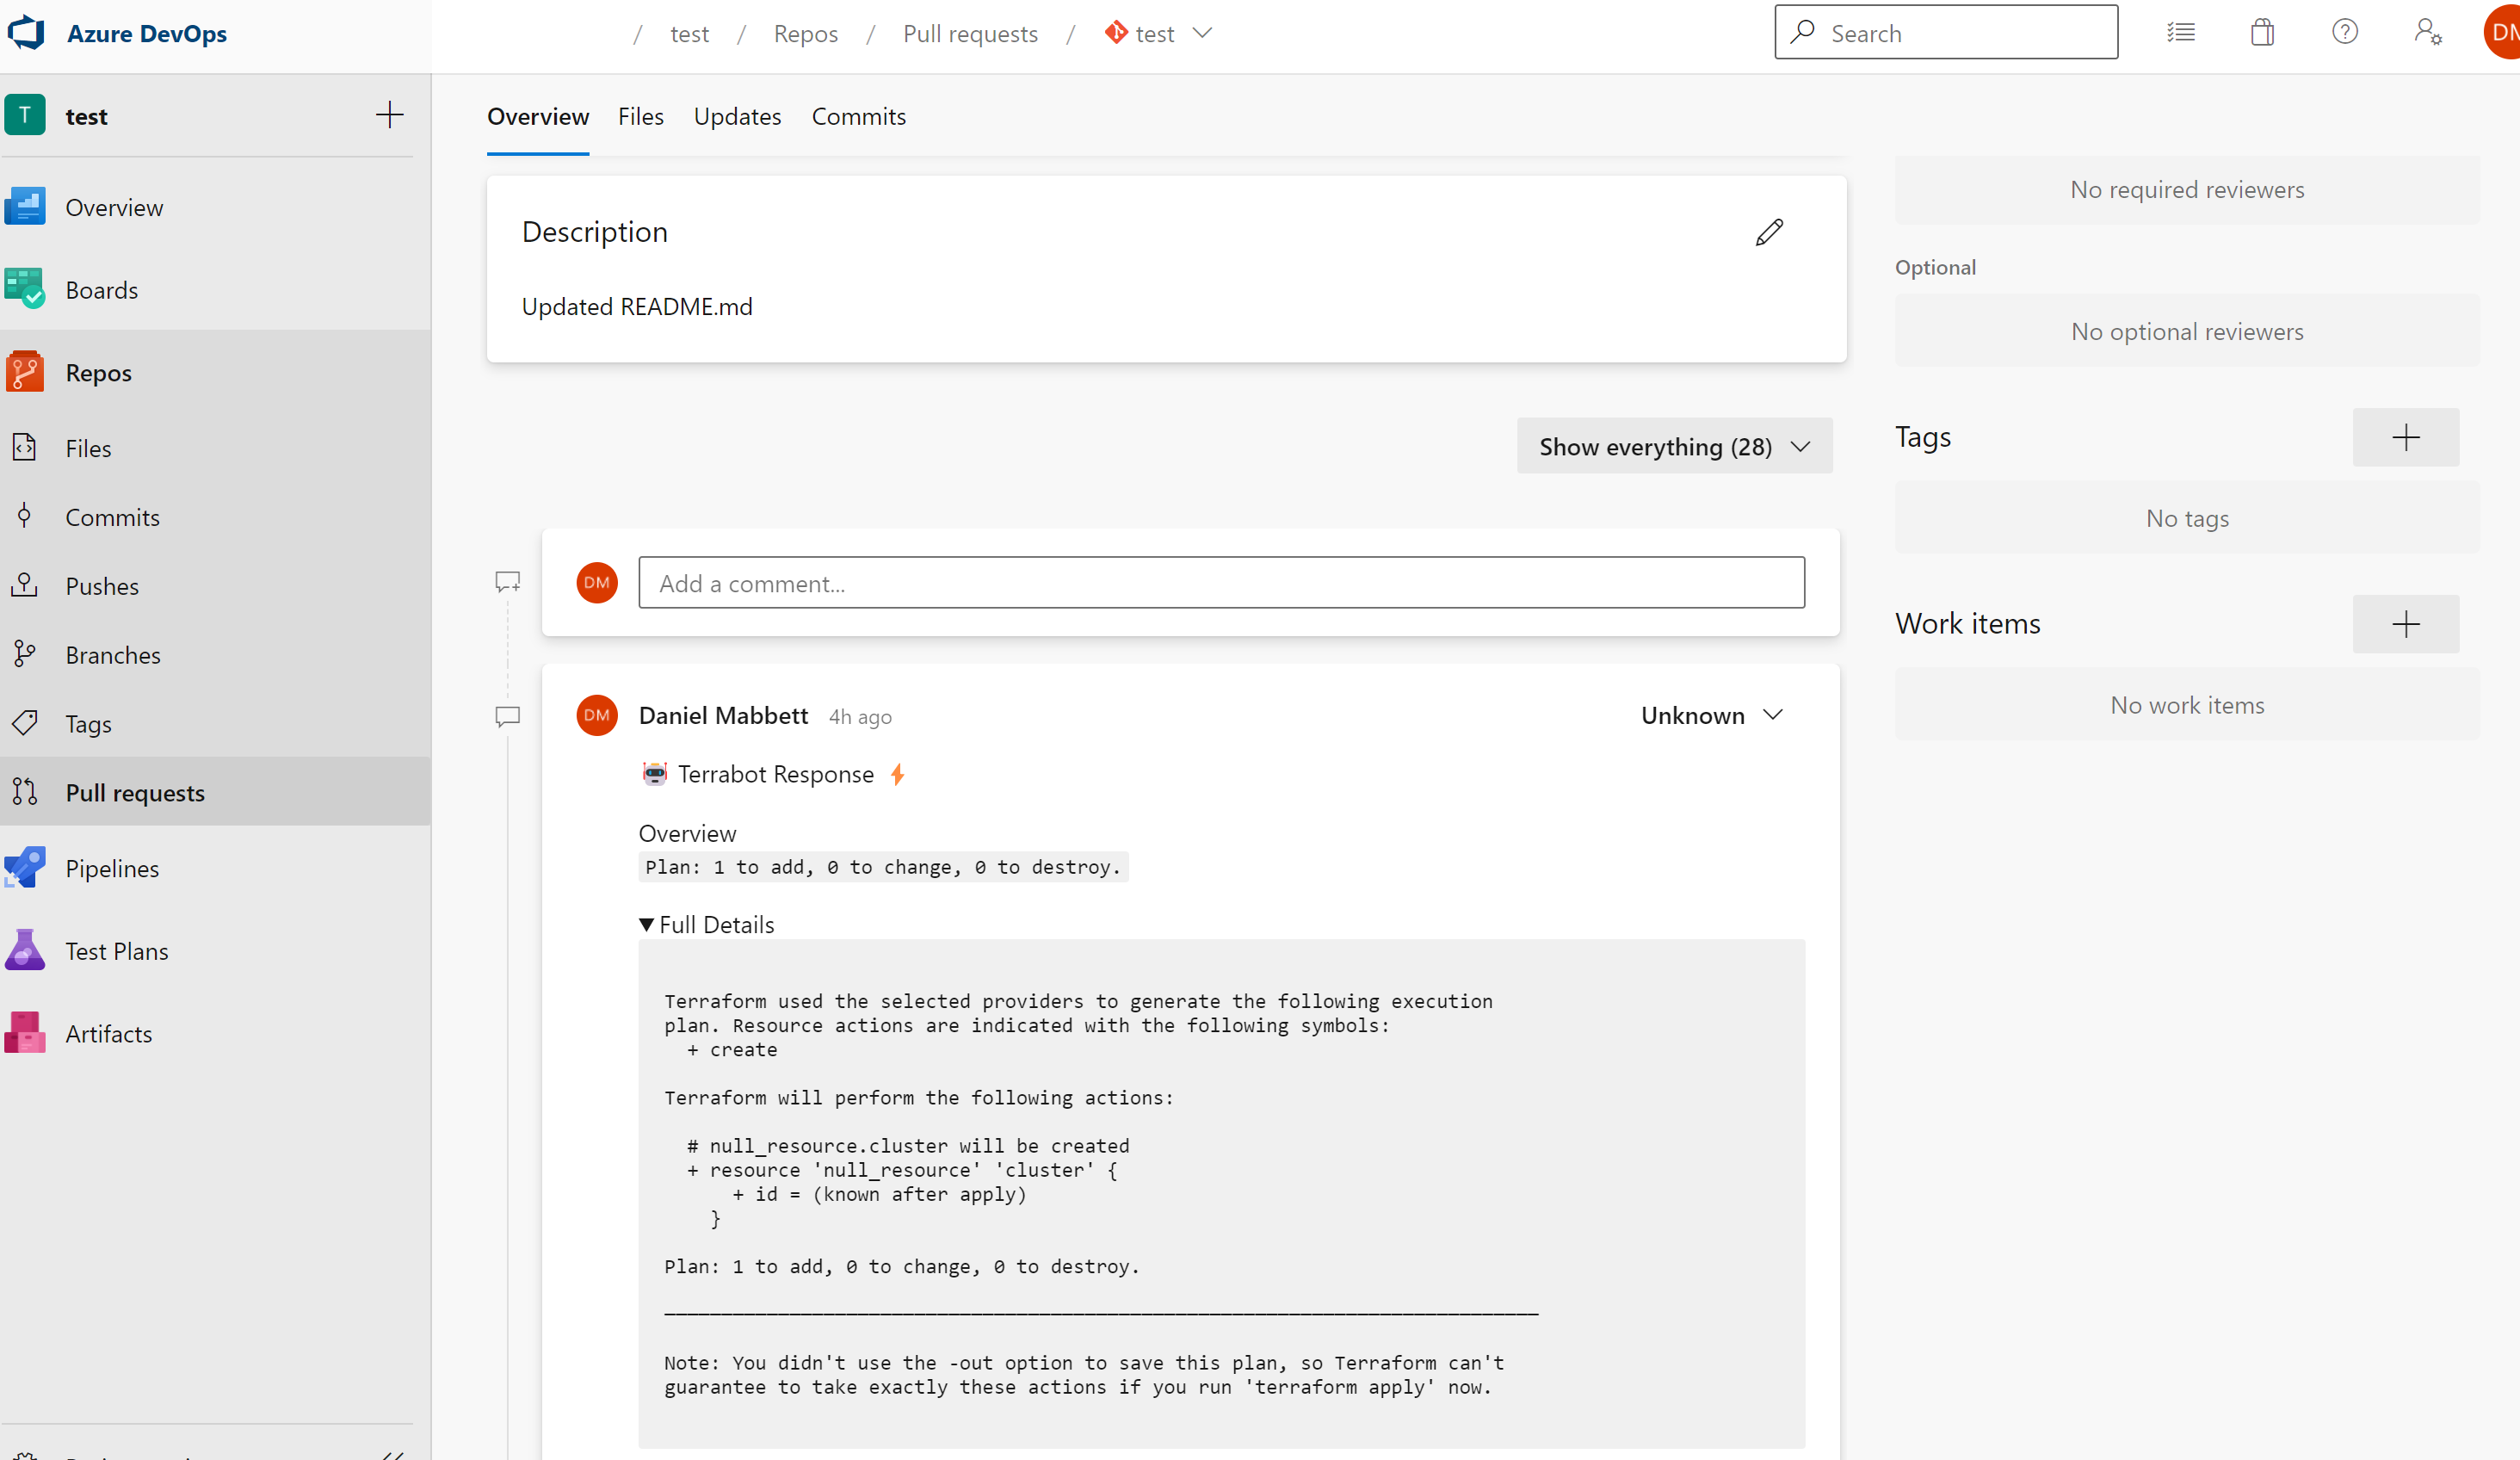 Azure DevOps
/ test / Repos / Pull requests / test
Search
DM
T test
Overview
Boards
Repos
Files
Commits
Pushes
Branches
Tags
Pull requests
Pipelines
Test Plans
Artifacts
Overview Files Updates Commits
Description
Updated README.md
Show everything (28)
DM Add a comment...
DM Daniel Mabbett 4h ago Unknown
Terrabot Response
Overview
Plan: 1 to add, 0 to change, 0 to destroy.
Full Details
Terraform used the selected providers to generate the following execution
plan. Resource actions are indicated with the following symbols:
+ create
Terraform will perform the following actions:
# null_resource.cluster will be created
+ resource 'null_resource' 'cluster' {
+ id = (known after apply)
}
Plan: 1 to add, 0 to change, 0 to destroy.
Note: You didn't use the -out option to save this plan, so Terraform can't
guarantee to take exactly these actions if you run 'terraform apply' now.
No required reviewers
Optional
No optional reviewers
Tags
No tags
Work items
No work items